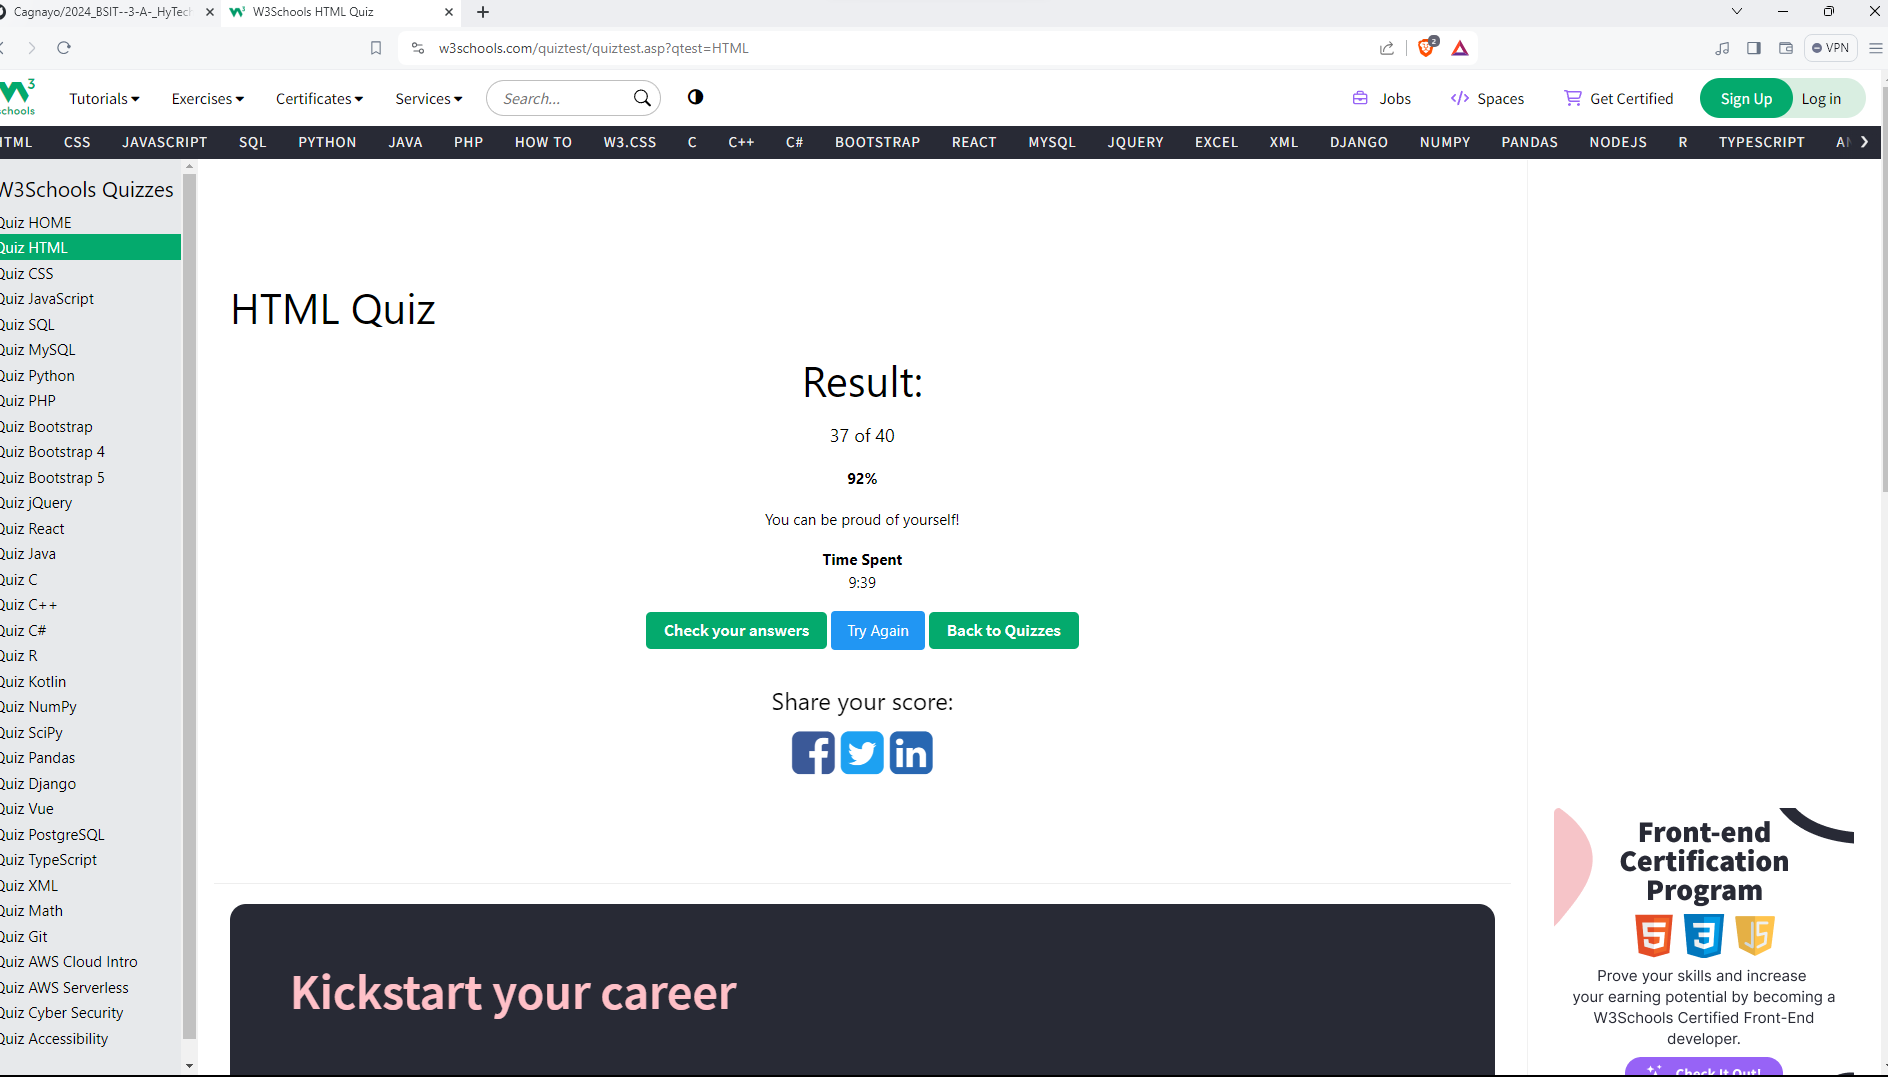 Cagnayo/2024_BSIT--3-A-_HyTec
W3Schools HTML Quiz
w3schools.com/quiztest/quiztest.asp?qtest=HTML
2
VPN
3
schools
Tutorials
Exercises
Certificates
Services
Search...
Jobs
Spaces
Get Certified
Sign Up
Log in
HTML CSS JAVASCRIPT SQL PYTHON JAVA PHP HOW TO W3.CSS C C++ C# BOOTSTRAP REACT MYSQL JQUERY EXCEL XML DJANGO NUMPY PANDAS NODEJS R TYPESCRIPT
W3Schools Quizzes
Quiz HOME
Quiz HTML
Quiz CSS
Quiz JavaScript
Quiz SQL
Quiz MySQL
Quiz Python
Quiz PHP
Quiz Bootstrap
Quiz Bootstrap 4
Quiz Bootstrap 5
Quiz jQuery
Quiz React
Quiz Java
Quiz C
Quiz C++
Quiz C#
Quiz R
Quiz Kotlin
Quiz NumPy
Quiz SciPy
Quiz Pandas
Quiz Django
Quiz Vue
Quiz PostgreSQL
Quiz TypeScript
Quiz XML
Quiz Math
Quiz Git
Quiz AWS Cloud Intro
Quiz AWS Serverless
Quiz Cyber Security
Quiz Accessibility
HTML Quiz
Result:
37 of 40
92%
You can be proud of yourself!
Time Spent
9:39
Check your answers
Try Again
Back to Quizzes
Share your score:
Kickstart your career
Front-end
Certification
Program
5 3 JS
Prove your skills and increase
your earning potential by becoming a
W3Schools Certified Front-End
developer.
Check It Out!